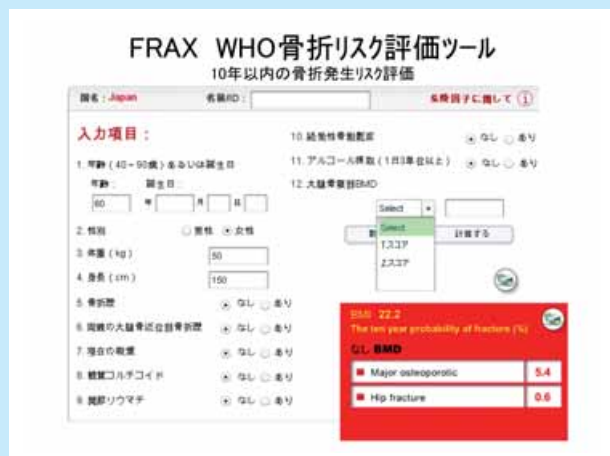 FRAX WHO骨折リスク評価ツール
10年以内の骨折発生リスク評価
国名：Japan 名前/ID：
危険因子に関して
入力項目：
1. 年齢（40－90歳）あるいは誕生日
年齢： 誕生日：
60 年 月 日
2. 性別 男性 女性
3. 体重（kg） 50
4. 身長（cm） 150
5. 骨折歴 なし あり
6. 両親の大腿骨近位部骨折歴 なし あり
7. 現在の喫煙 なし あり
8. 糖質コルチコイド なし あり
9. 関節リウマチ なし あり
10. 続発性骨粗鬆症 なし あり
11. アルコール摂取（1日3単位以上） なし あり
12. 大腿骨頸部BMD
Select
Select
Tスコア
Zスコア
計算する
BMI 22.2
The ten year probability of fracture (%)
なし BMD
Major osteoporotic 5.4
Hip fracture 0.6